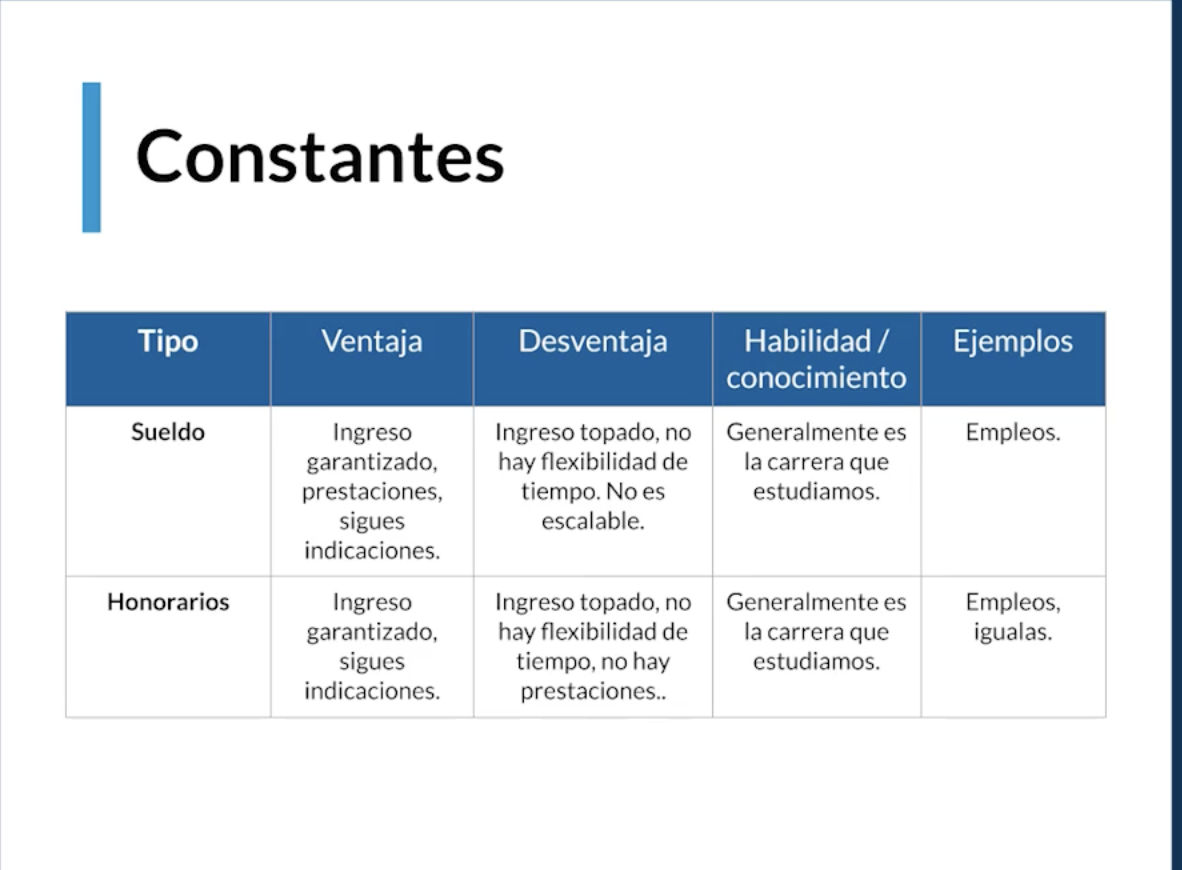 Constantes
Tipo
Ventaja
Desventaja
Habilidad /
conocimiento
Ejemplos
Sueldo
Ingreso
garantizado,
prestaciones,
sigues
indicaciones.
Ingreso topado, no
hay flexibilidad de
tiempo. No es
escalable.
Generalmente es
la carrera que
estudiamos.
Empleos.
Honorarios
Ingreso
garantizado,
sigues
indicaciones.
Ingreso topado, no
hay flexibilidad de
tiempo, no hay
prestaciones..
Generalmente es
la carrera que
estudiamos.
Empleos,
igualas.